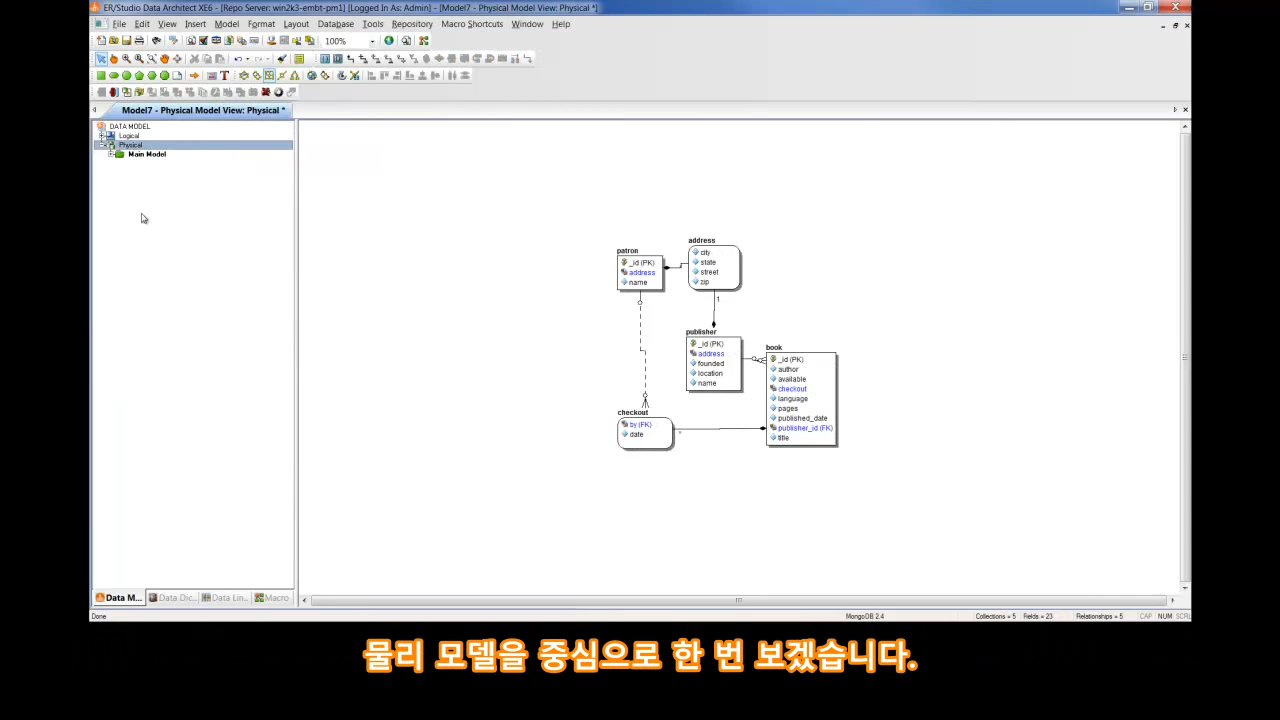 ER/Studio Data Architect XE6 - [Repo Server: win2k3-embt-pm1] [Logged In As: Admin] - [Model7 - Physical Model View: Physical *]
File Edit View Insert Model Format Layout Database Tools Repository Macro Shortcuts Window Help
100%
Model7 - Physical Model View: Physical *
DATA MODEL
Logical
Physical
Main Model
patron
_id (PK)
address
name
address
city
state
street
zip
1
publisher
_id (PK)
address
founded
location
name
book
_id (PK)
author
available
checkout
language
pages
published_date
publisher_id (FK)
title
checkout
by (FK)
date
*
Data M... Data Dic... Data Lin... Macro
Done MongoDB 2.4 Collections = 5 Fields = 23 Relationships = 5 CAP NUM SCRL
물리 모델을 중심으로 한 번 보겠습니다.